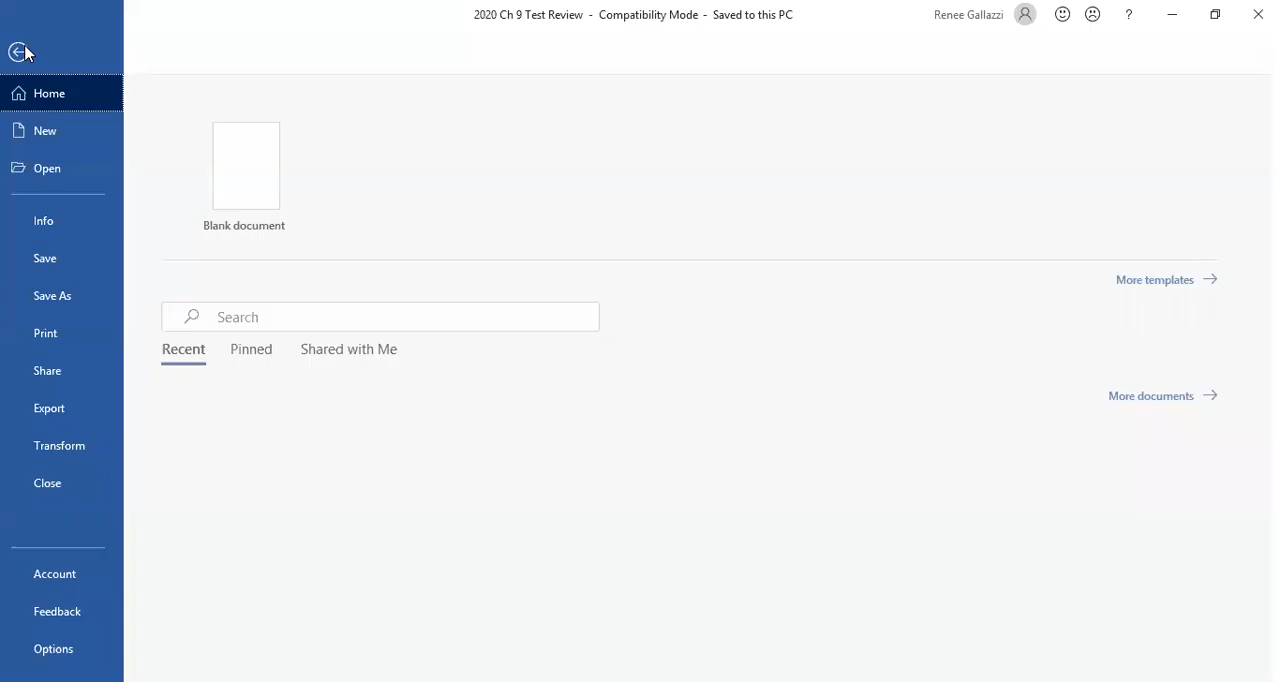 2020 Ch 9 Test Review - Compatibility Mode - Saved to this PC
Renee Gallazzi
?
Home
New
Open
Info
Save
Save As
Print
Share
Export
Transform
Close
Account
Feedback
Options
Blank document
More templates
Search
Recent Pinned Shared with Me
More documents